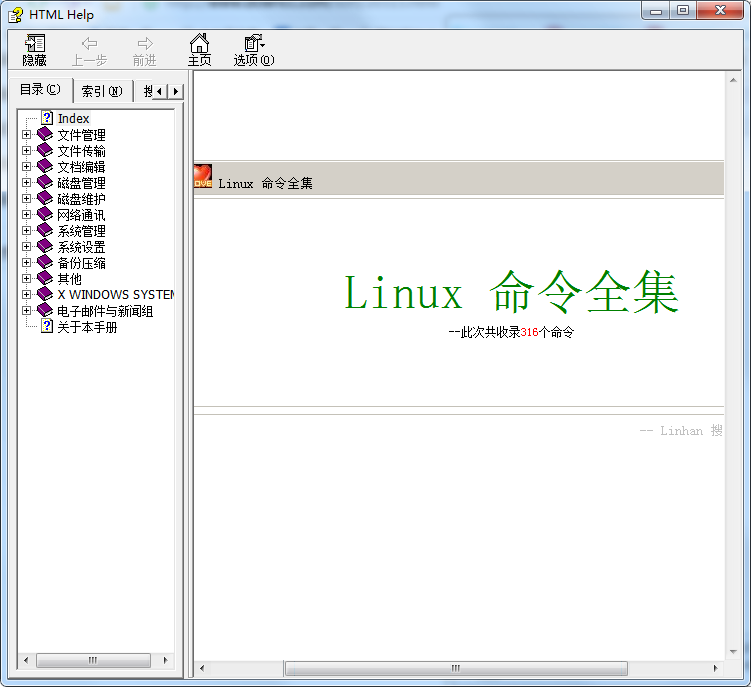 HTML Help
隐藏
上一步
前进
主页
选项(O)
目录(C)
索引(N)
Index
文件管理
文件传输
文档编辑
磁盘管理
磁盘维护
网络通讯
系统管理
系统设置
备份压缩
其他
X WINDOWS SYSTEM
电子邮件与新闻组
关于本手册
Linux 命令全集
Linux 命令全集
--此次共收录316个命令
-- Linhan 搜